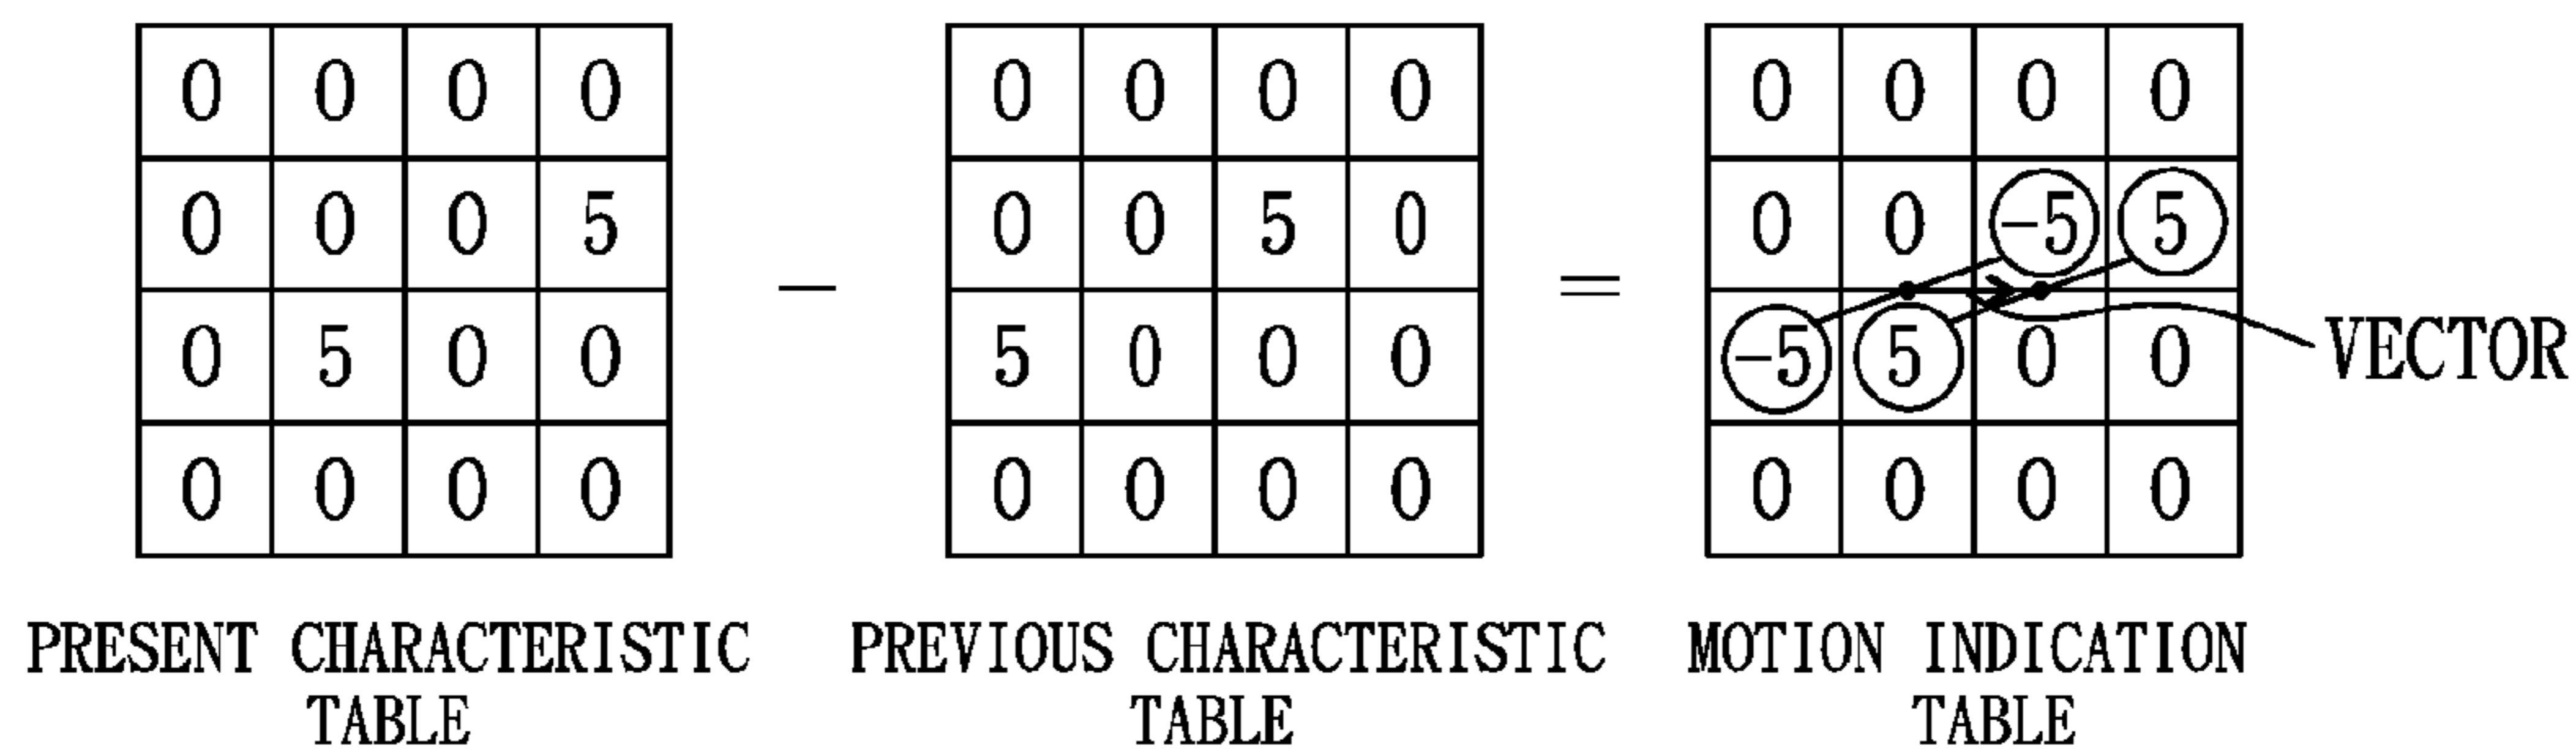 0 0 0 0 0 0 0 0 0 0 0 0
0 0 0 5 − 0 0 5 0 = 0 0 −5 5
0 5 0 0 5 0 0 0 −5 5 0 0 VECTOR
0 0 0 0 0 0 0 0 0 0 0 0
PRESENT CHARACTERISTIC PREVIOUS CHARACTERISTIC MOTION INDICATION
TABLE TABLE TABLE